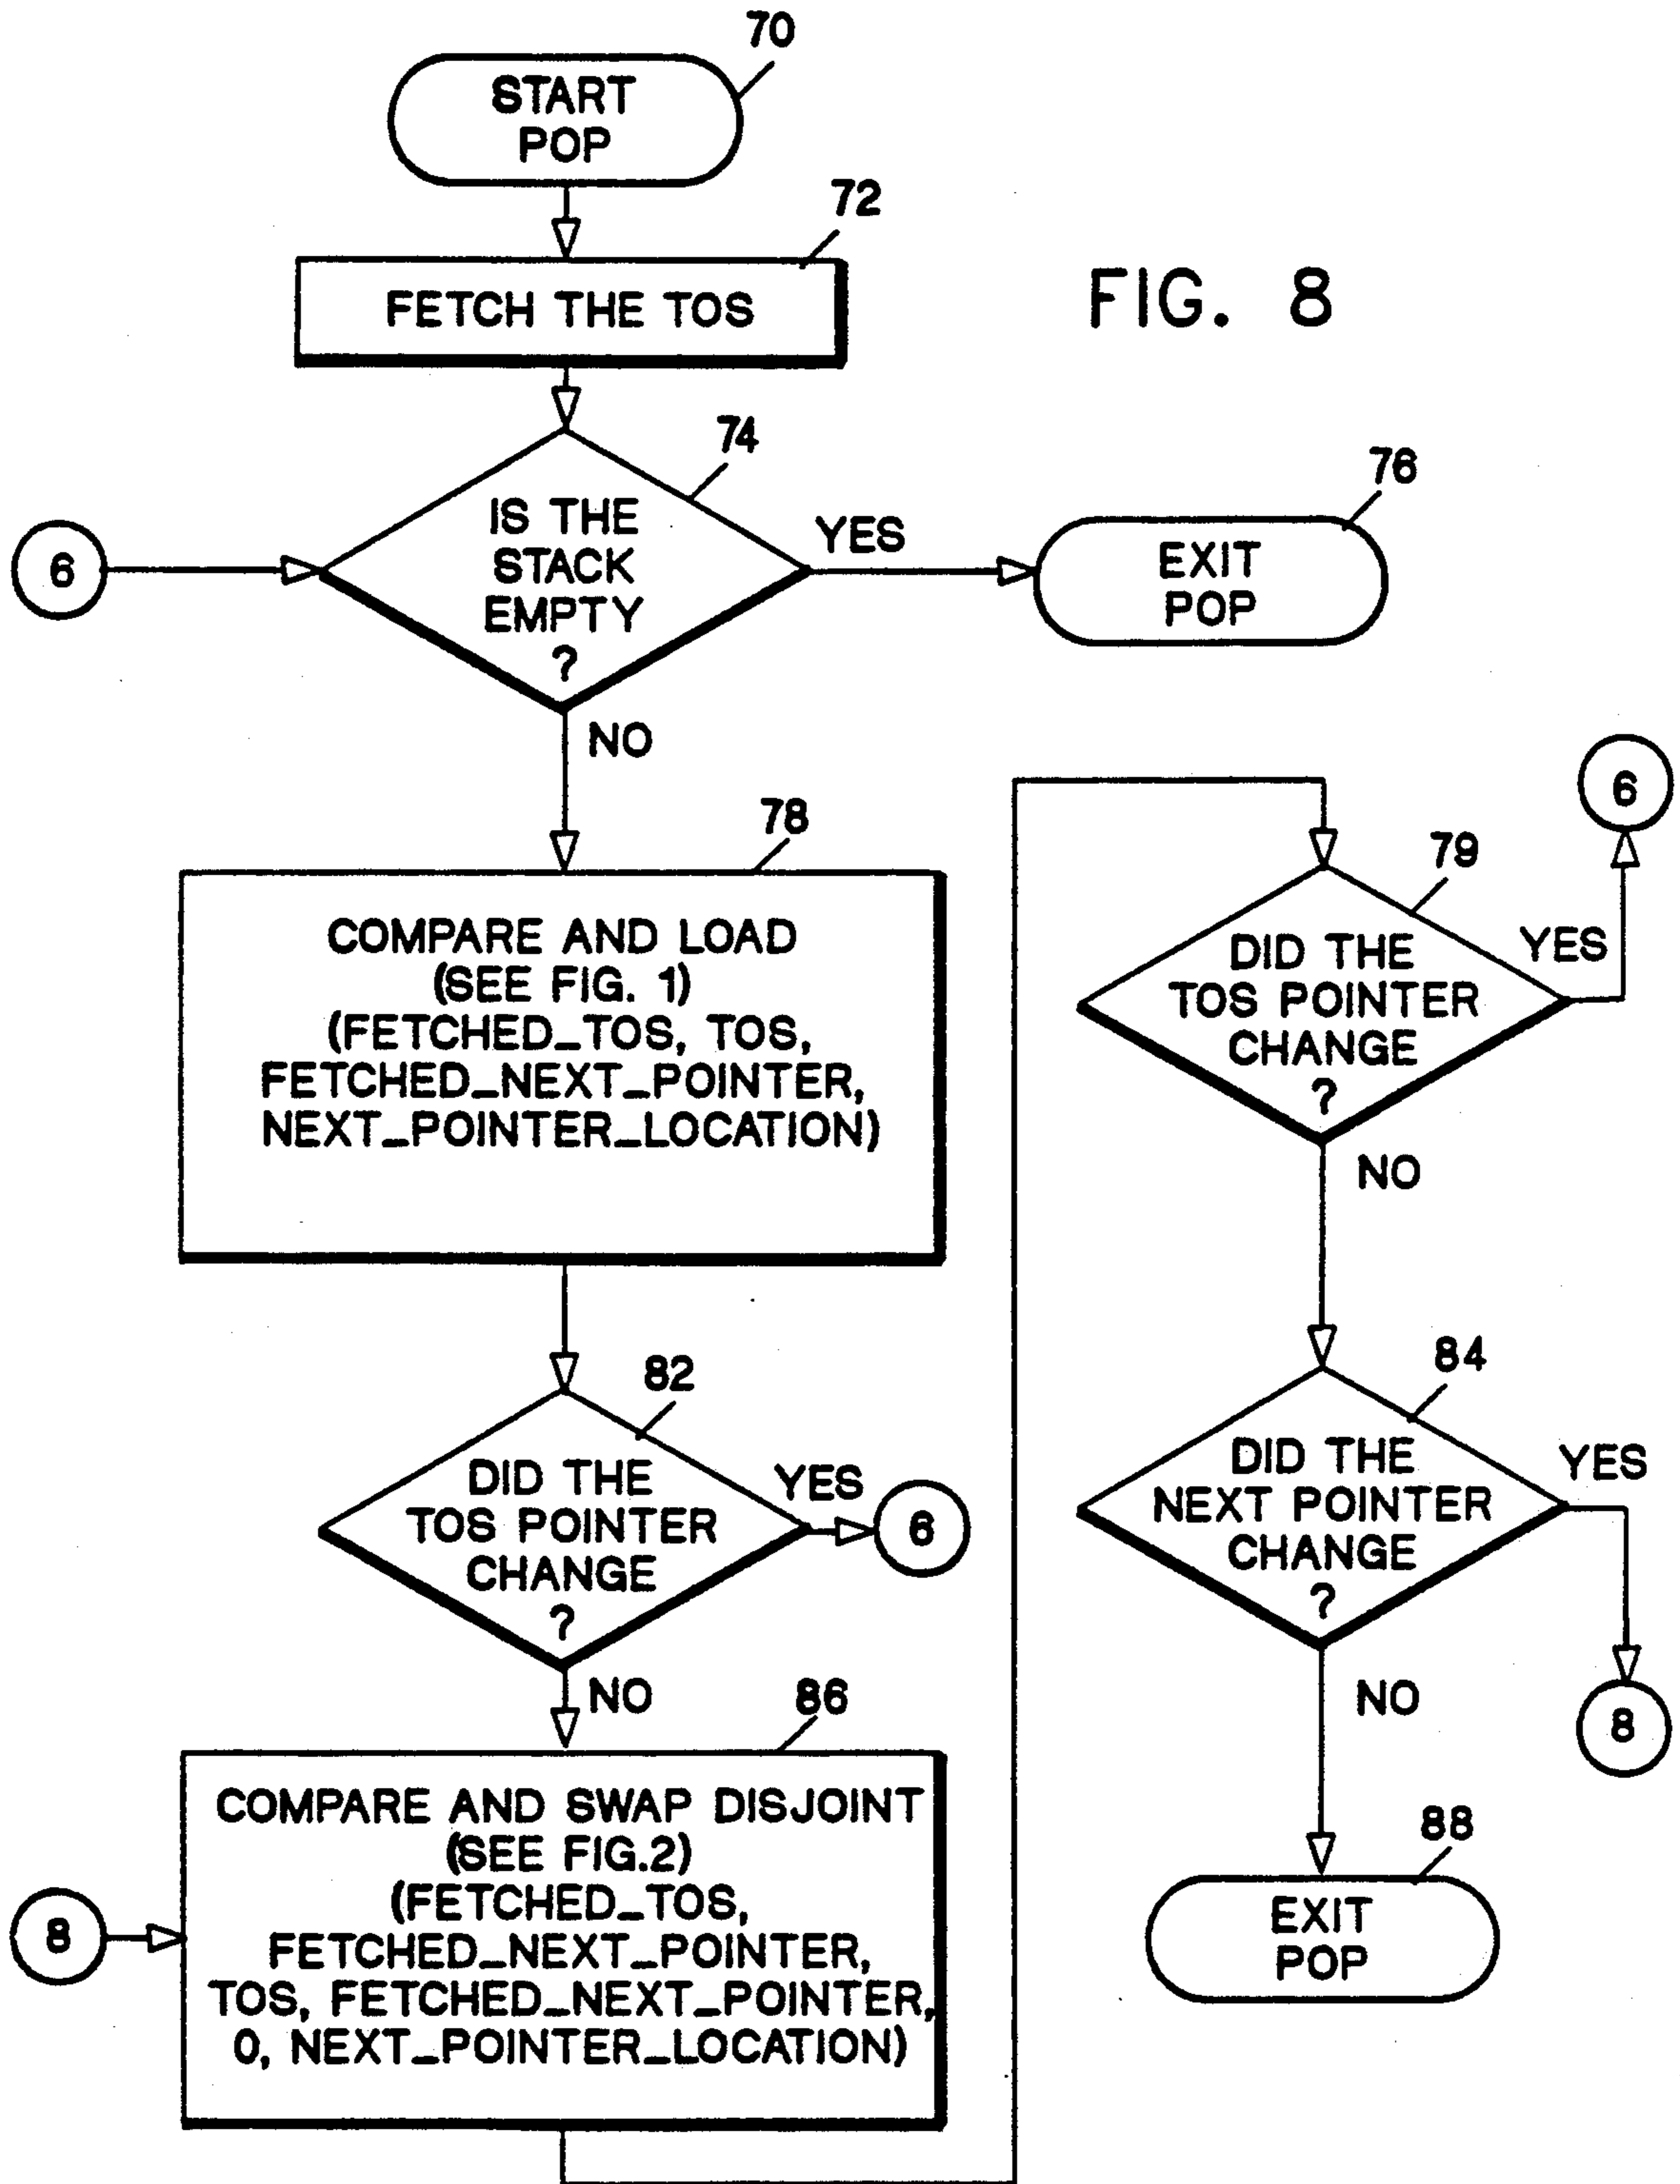 70
START
POP
72
FETCH THE TOS
FIG. 8
74
IS THE
STACK
EMPTY
?
6
YES
76
EXIT
POP
NO
78
COMPARE AND LOAD
(SEE FIG. 1)
(FETCHED_TOS, TOS,
FETCHED_NEXT_POINTER,
NEXT_POINTER_LOCATION)
82
DID THE
TOS POINTER
CHANGE
?
YES
6
NO
86
COMPARE AND SWAP DISJOINT
(SEE FIG.2)
(FETCHED_TOS,
FETCHED_NEXT_POINTER,
TOS, FETCHED_NEXT_POINTER,
0, NEXT_POINTER_LOCATION)
8
6
79
DID THE
TOS POINTER
CHANGE
?
YES
NO
84
DID THE
NEXT POINTER
CHANGE
?
YES
8
NO
88
EXIT
POP